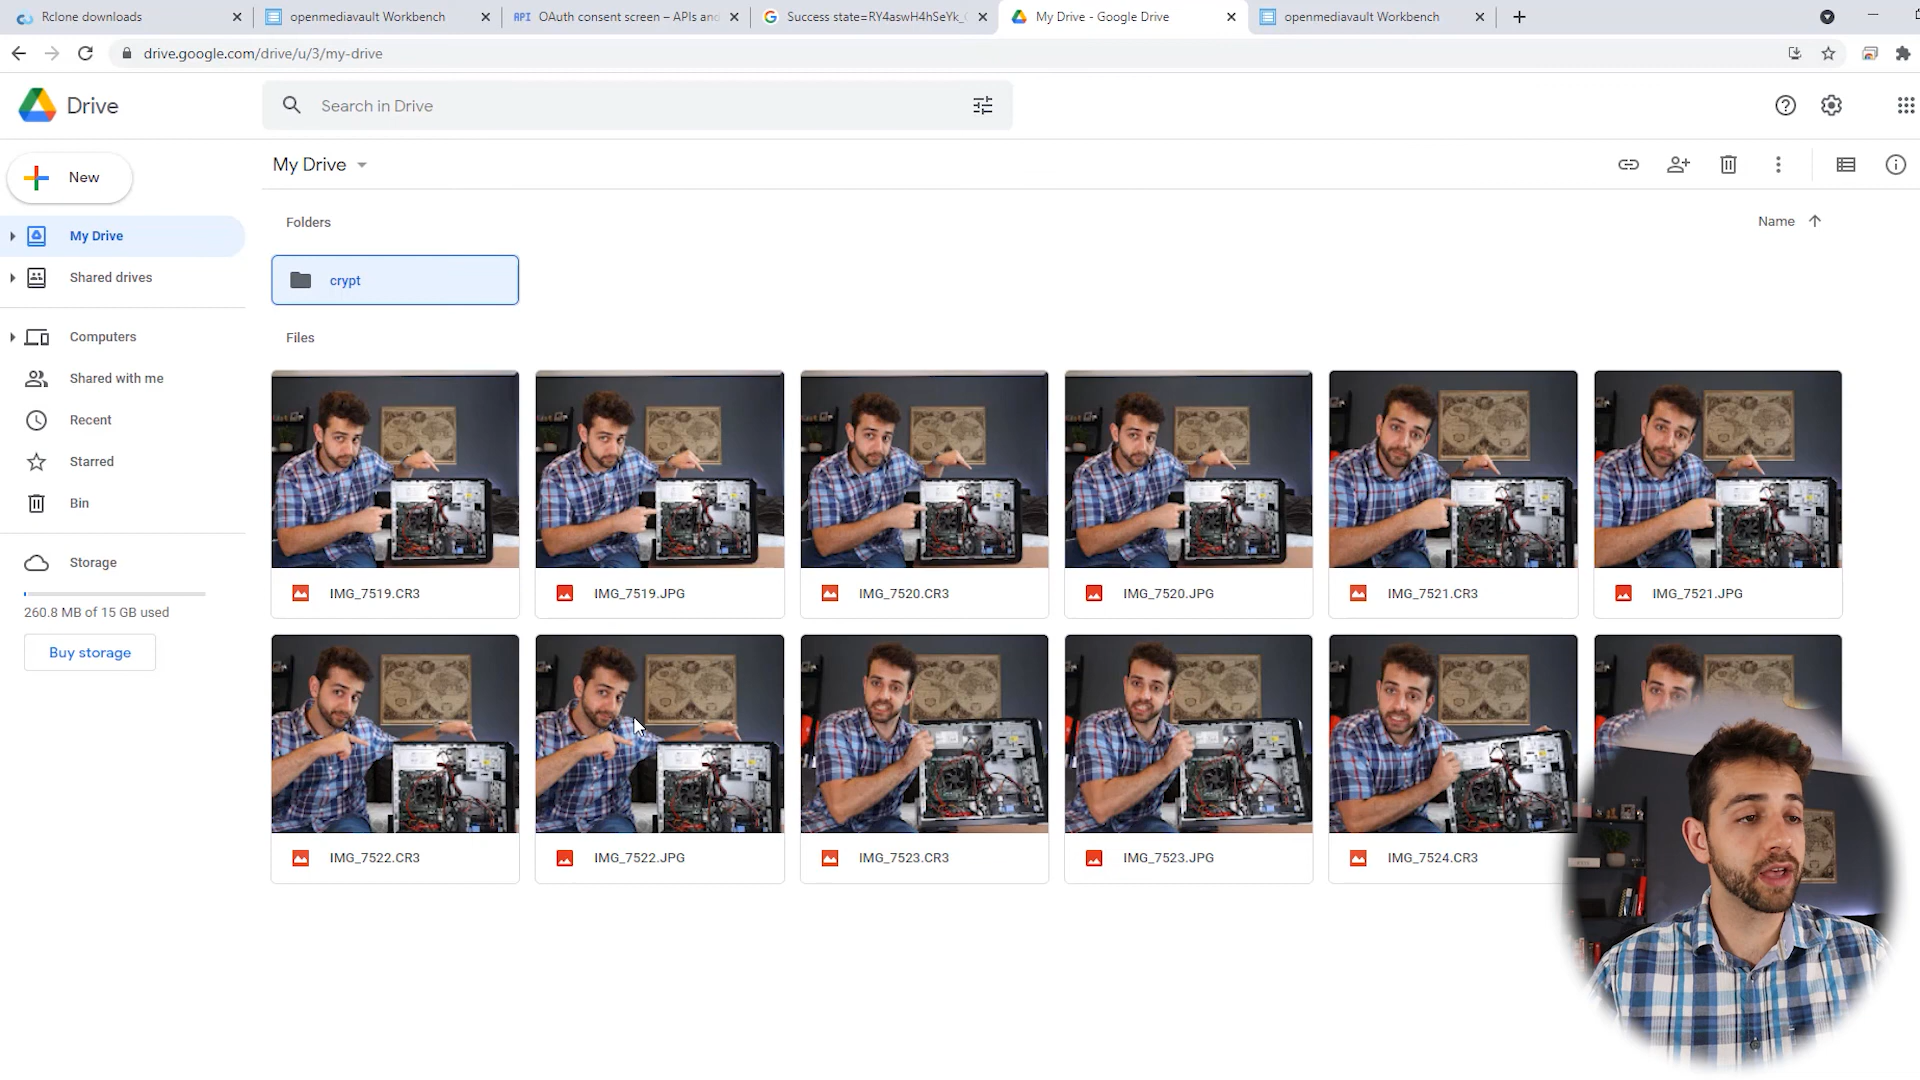 Rclone downloads
openmediavault Workbench
API OAuth consent screen – APIs and
Success state=RY4aswH4hSeYk_
My Drive - Google Drive
openmediavault Workbench
drive.google.com/drive/u/3/my-drive
Drive
Search in Drive
New
My Drive
Shared drives
Computers
Shared with me
Recent
Starred
Bin
Storage
260.8 MB of 15 GB used
Buy storage
My Drive
Folders
Name
crypt
Files
IMG_7519.CR3
IMG_7519.JPG
IMG_7520.CR3
IMG_7520.JPG
IMG_7521.CR3
IMG_7521.JPG
IMG_7522.CR3
IMG_7522.JPG
IMG_7523.CR3
IMG_7523.JPG
IMG_7524.CR3